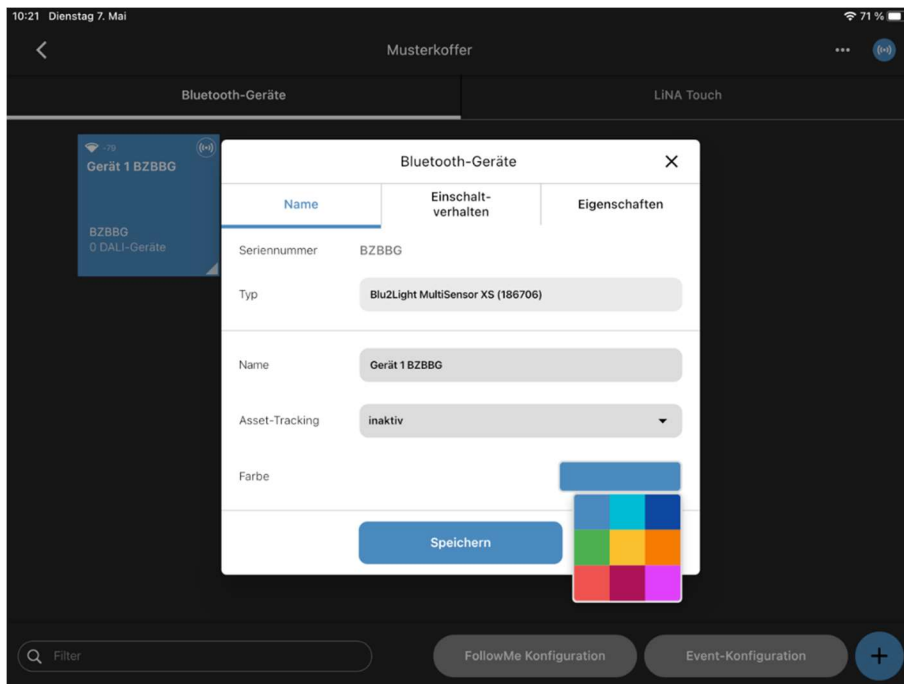 10:21 Dienstag 7. Mai
71 %
Musterkoffer
Bluetooth-Geräte
LiNA Touch
-79
Gerät 1 BZBBG
BZBBG
0 DALI-Geräte
Bluetooth-Geräte
Name
Einschalt-
verhalten
Eigenschaften
Seriennummer BZBBG
Typ Blu2Light MultiSensor XS (186706)
Name Gerät 1 BZBBG
Asset-Tracking inaktiv
Farbe
Speichern
Filter
FollowMe Konfiguration
Event-Konfiguration